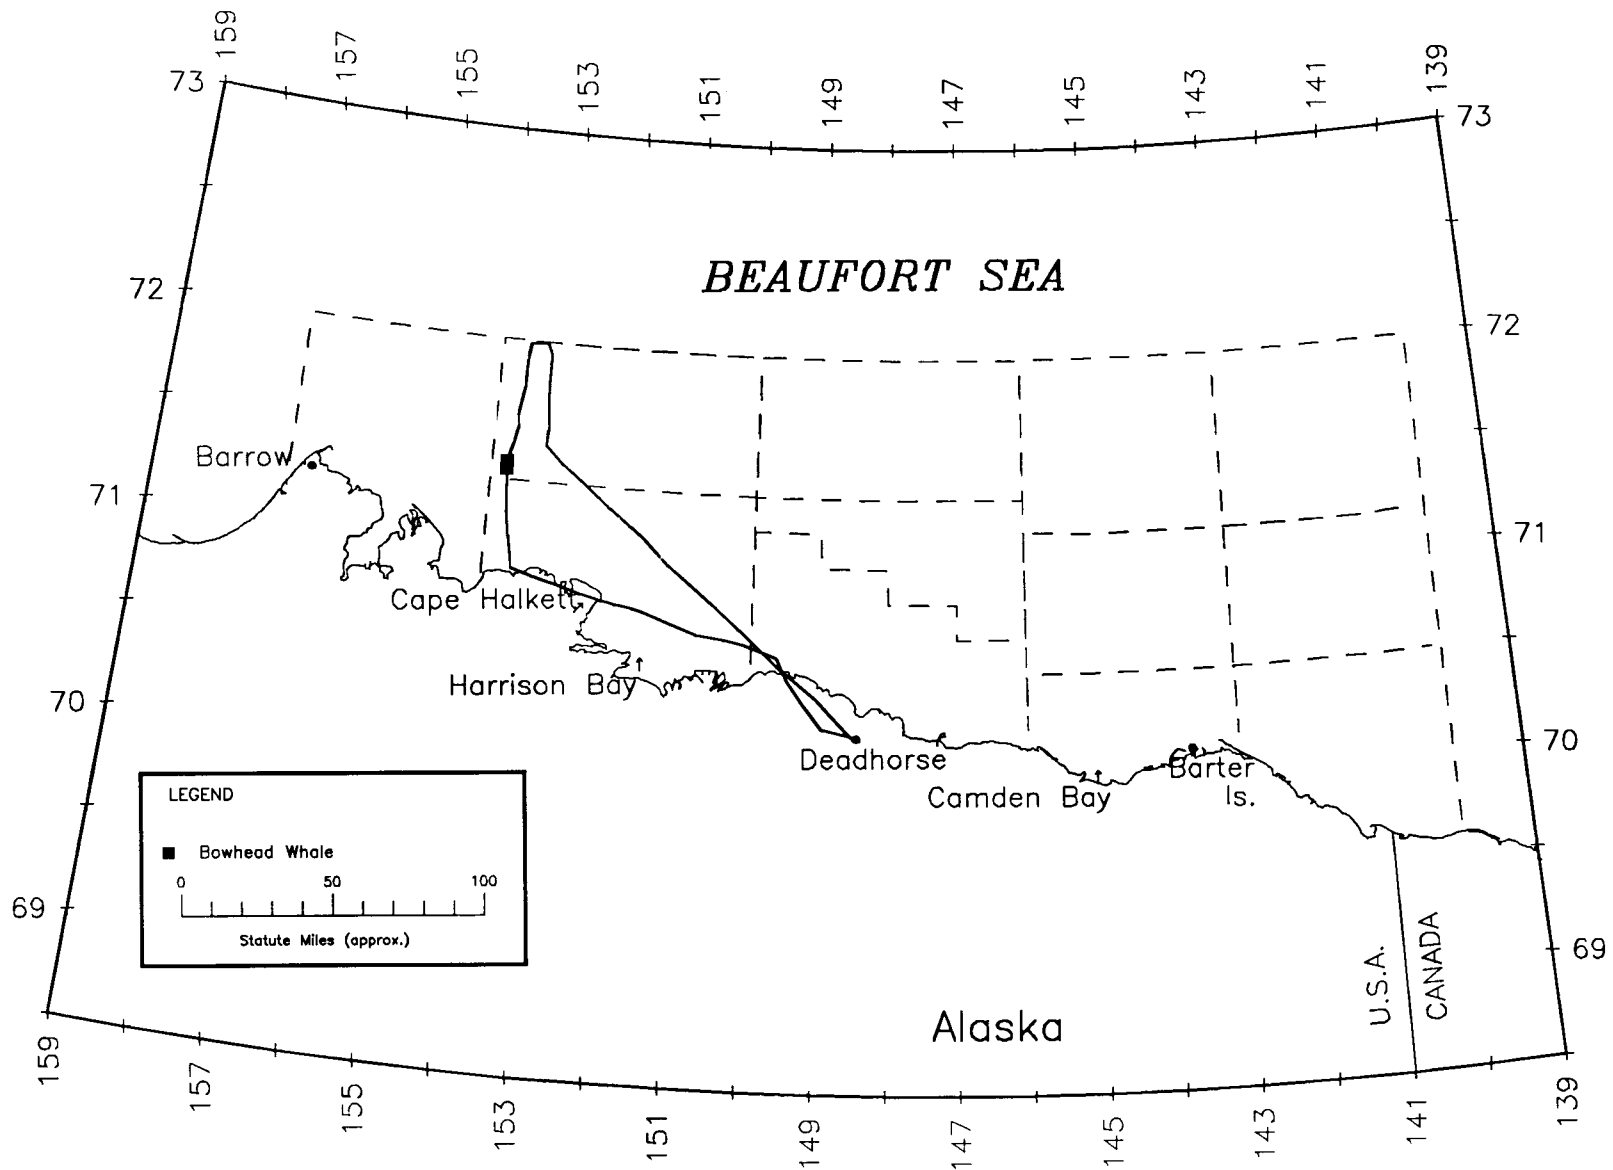 159
157
155
153
151
149
147
145
143
141
139
73
73
BEAUFORT SEA
72
72
Barrow
71
71
Cape Halkett
Harrison Bay
70
70
Deadhorse
Camden Bay
Barter
Is.
LEGEND
Bowhead Whale
0 50 100
Statute Miles (approx.)
69
69
U.S.A.
CANADA
Alaska
159
157
155
153
151
149
147
145
143
141
139